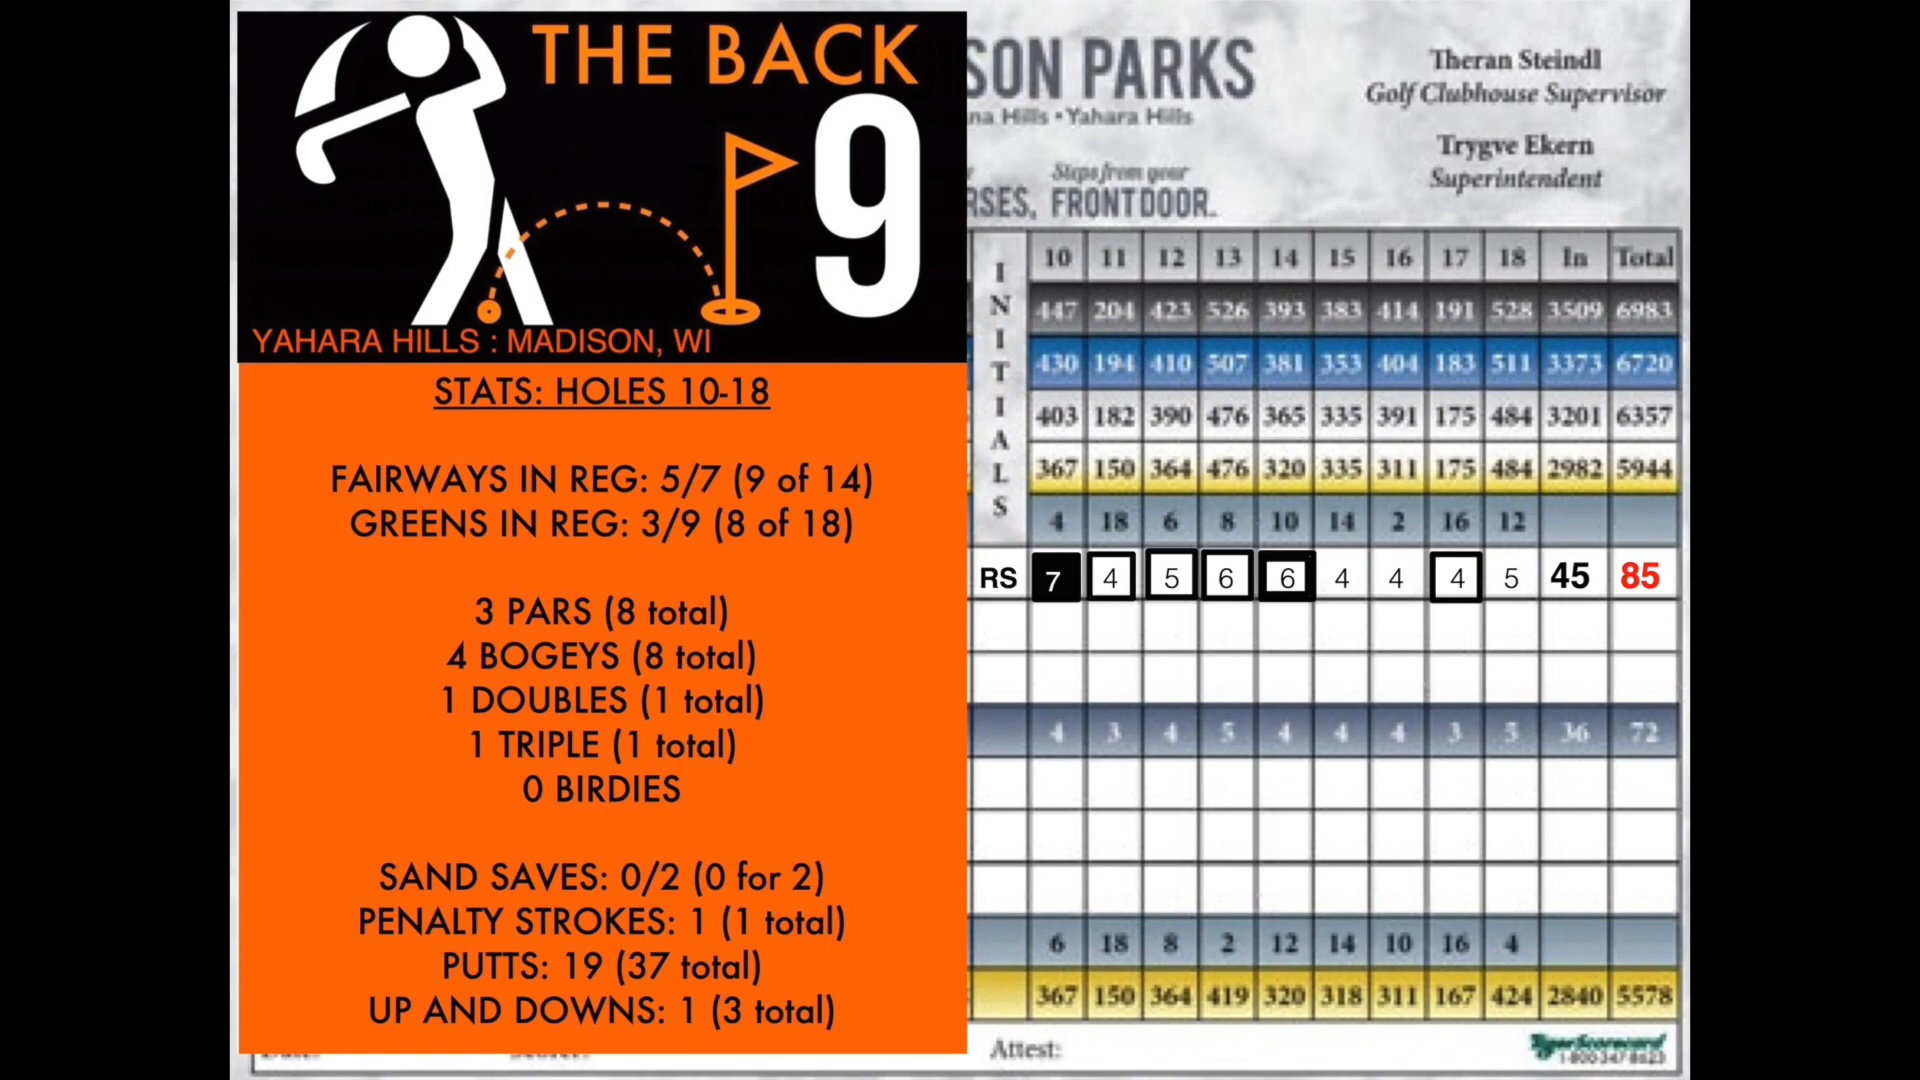 THE BACK
9
YAHARA HILLS : MADISON, WI
STATS: HOLES 10-18
FAIRWAYS IN REG: 5/7 (9 of 14)
GREENS IN REG: 3/9 (8 of 18)
3 PARS (8 total)
4 BOGEYS (8 total)
1 DOUBLES (1 total)
1 TRIPLE (1 total)
0 BIRDIES
SAND SAVES: 0/2 (0 for 2)
PENALTY STROKES: 1 (1 total)
PUTTS: 19 (37 total)
UP AND DOWNS: 1 (3 total)
SON PARKS
na Hills • Yahara Hills
Steps from your
RSES, FRONT DOOR.
Theran Steindl
Golf Clubhouse Supervisor
Trygve Ekern
Superintendent
INITIALS
10 11 12 13 14 15 16 17 18 In Total
447 204 423 526 393 383 414 191 528 3509 6983
430 194 410 507 381 353 404 183 511 3373 6720
403 182 390 476 365 335 391 175 484 3201 6357
367 150 364 476 320 335 311 175 484 2982 5944
4 18 6 8 10 14 2 16 12
RS 7 4 5 6 6 4 4 4 5 45 85
4 3 4 5 4 4 4 3 5 36 72
6 18 8 2 12 14 10 16 4
367 150 364 419 320 318 311 167 424 2840 5578
Attest:
1-800-347-8623